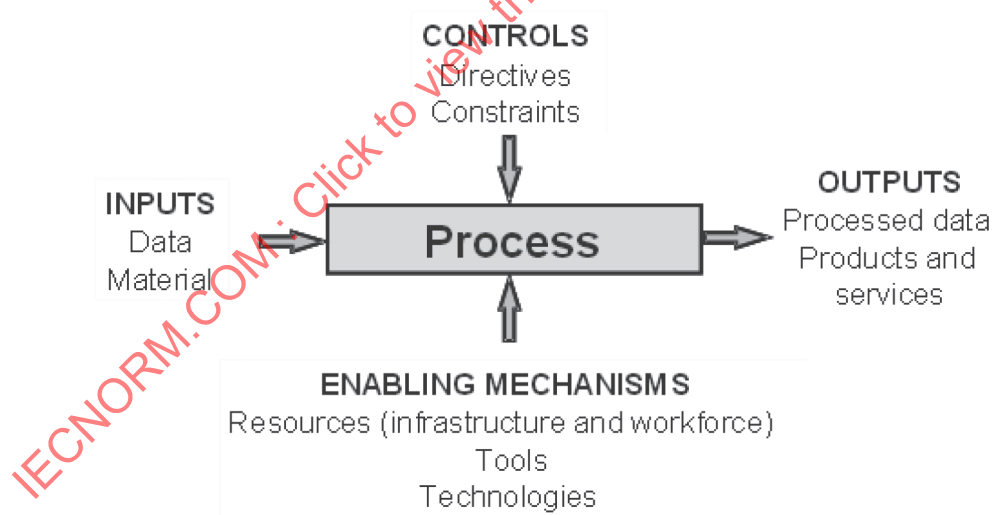 CONTROLS
Directives
Constraints
INPUTS
Data
Material
Process
OUTPUTS
Processed data
Products and
services
ENABLING MECHANISMS
Resources (infrastructure and workforce)
Tools
Technologies
IECNORM.COM : Click to view